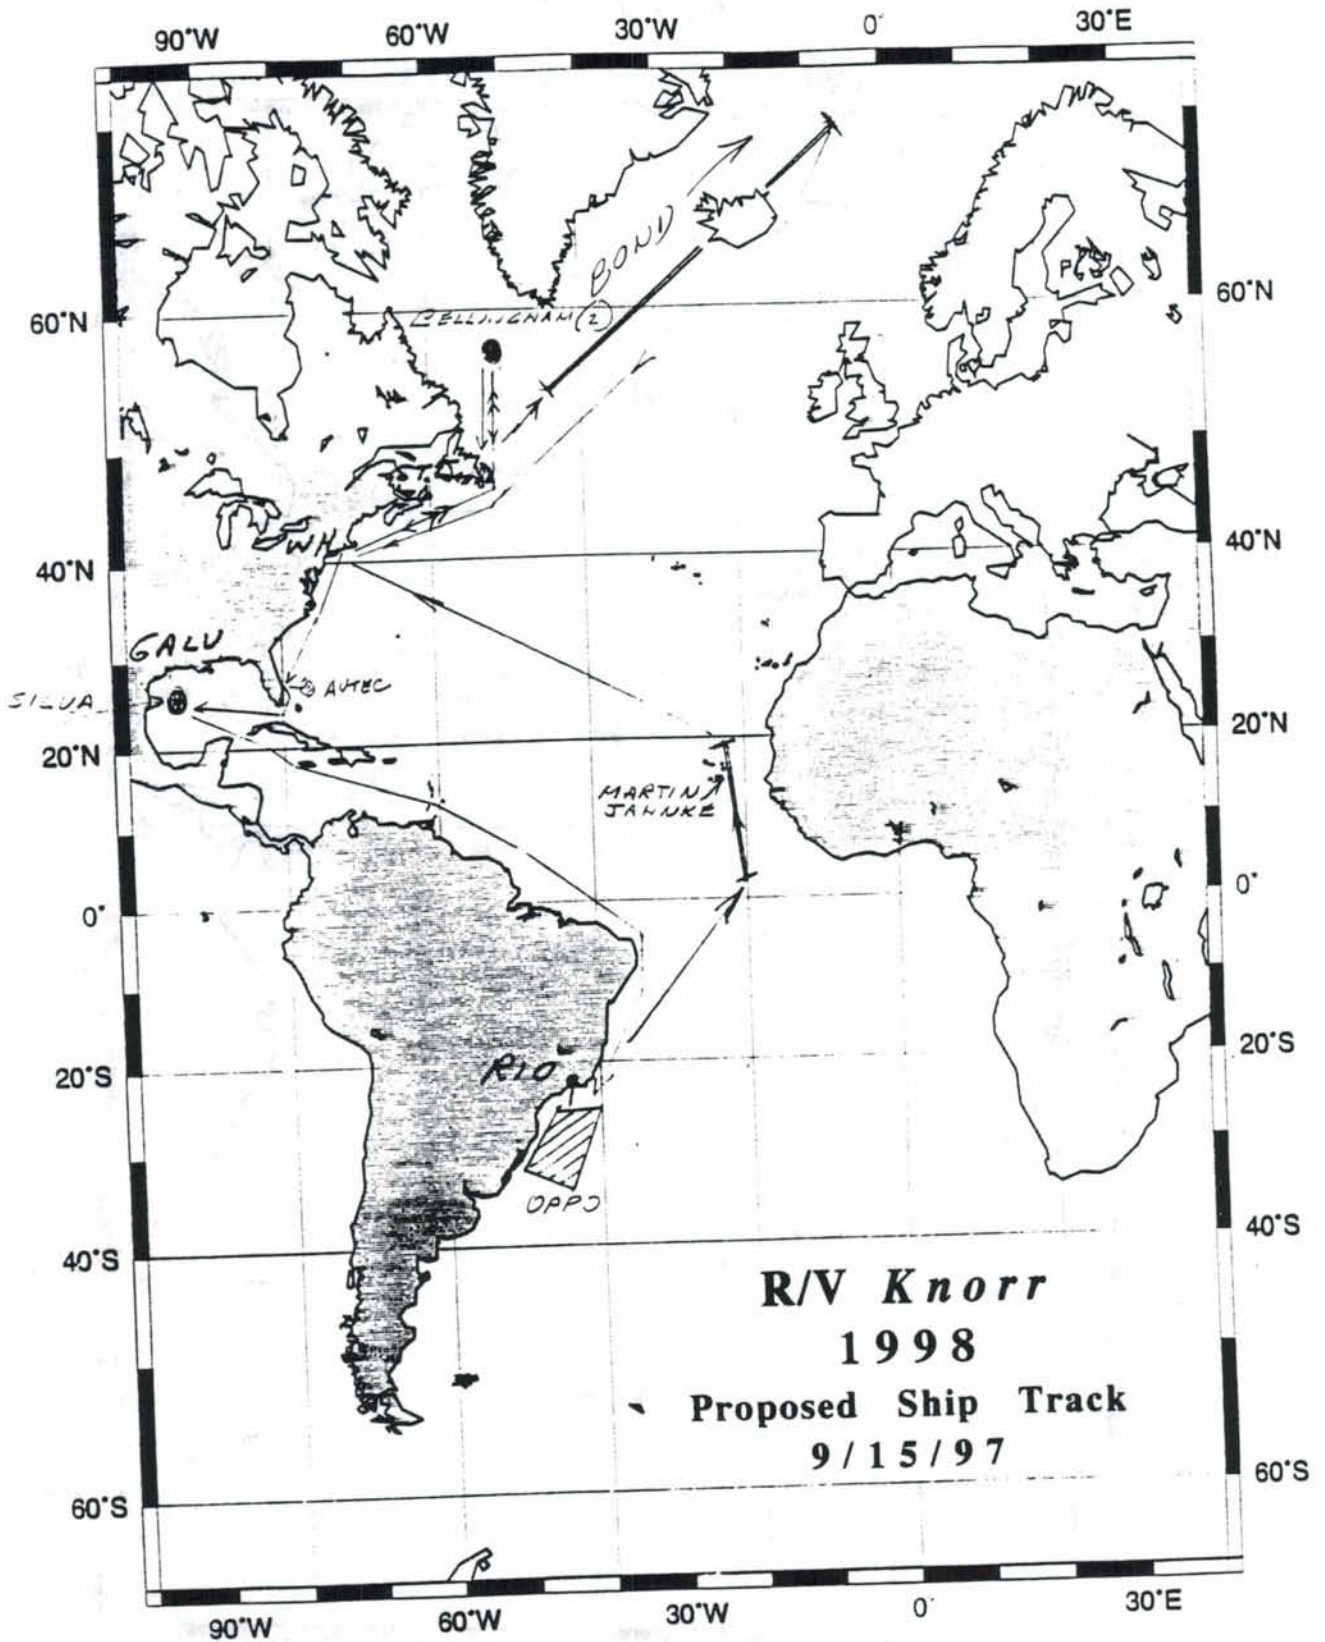 90°W 60°W 30°W 0° 30°E
BOND
60°N 60°N
BELLINGHAM (2)
WH
40°N 40°N
GALV
AUTEC
SILVA
20°N 20°N
MARTIN
JAHNKE
0° 0°
RIO
20°S 20°S
OPPO
40°S 40°S
R/V Knorr
1998
Proposed Ship Track
9/15/97
60°S 60°S
90°W 60°W 30°W 0° 30°E